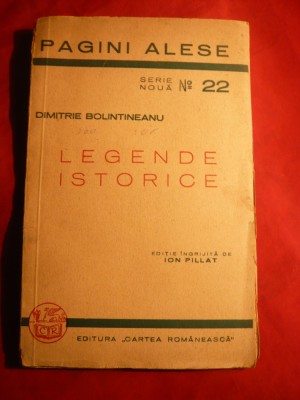 PAGINI ALESE
SERIE
NOUĂ Nº 22
DIMITRIE BOLINTINEANU
LEGENDE
ISTORICE
EDIȚIE ÎNGRIJITĂ DE
ION PILLAT
EDITURA „CARTEA ROMÂNEASCĂ"